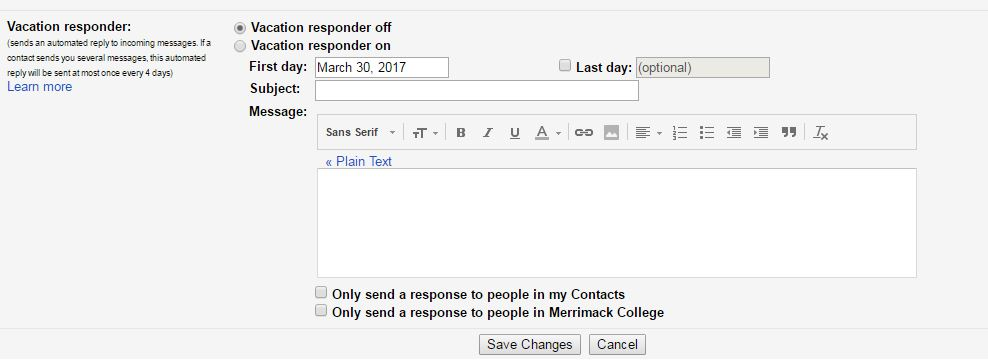 Vacation responder:
(sends an automated reply to incoming messages. If a
contact sends you several messages, this automated
reply will be sent at most once every 4 days)
Learn more
Vacation responder off
Vacation responder on
First day: March 30, 2017 Last day: (optional)
Subject:
Message:
Sans Serif
« Plain Text
Only send a response to people in my Contacts
Only send a response to people in Merrimack College
Save Changes Cancel